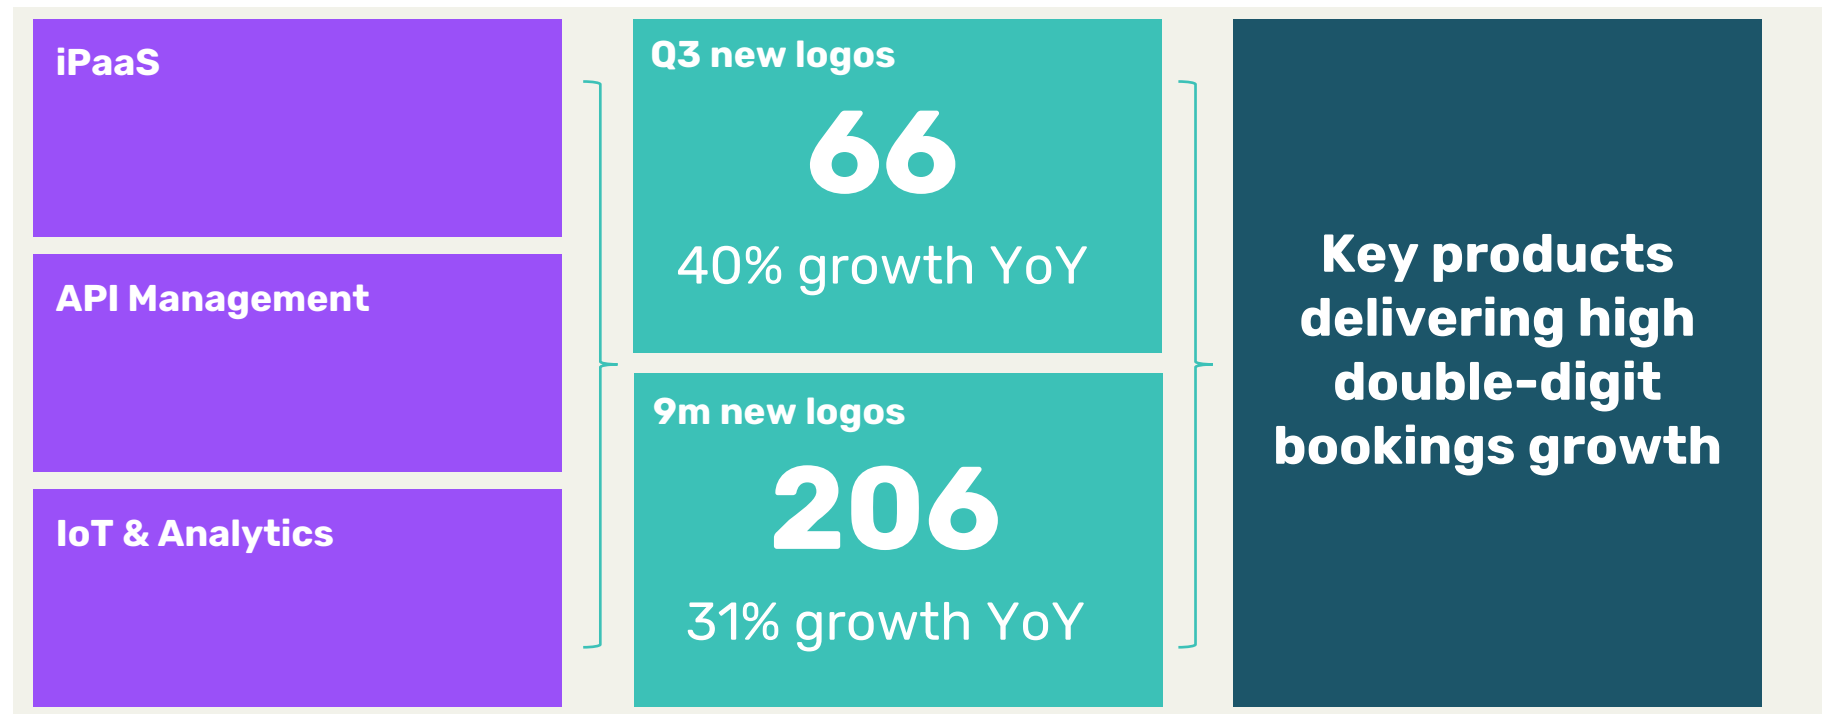 iPaaS
API Management
IoT & Analytics
Q3 new logos
66
40% growth YoY
9m new logos
206
31% growth YoY
Key products
delivering high
double-digit
bookings growth